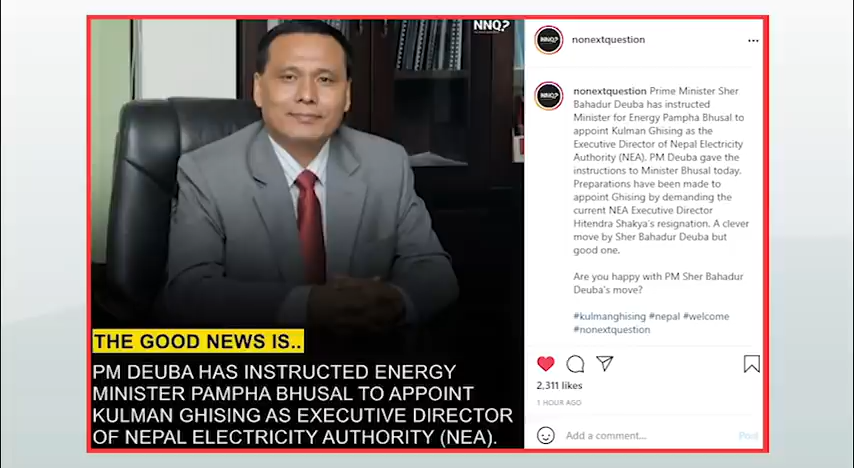 NNQ?
THE GOOD NEWS IS..
PM DEUBA HAS INSTRUCTED ENERGY
MINISTER PAMPHA BHUSAL TO APPOINT
KULMAN GHISING AS EXECUTIVE DIRECTOR
OF NEPAL ELECTRICITY AUTHORITY (NEA).
NNQ?
nonextquestion
...
NNQ?
nonextquestion Prime Minister Sher
Bahadur Deuba has instructed
Minister for Energy Pampha Bhusal to
appoint Kulman Ghising as the
Executive Director of Nepal Electricity
Authority (NEA). PM Deuba gave the
instructions to Minister Bhusal today.
Preparations have been made to
appoint Ghising by demanding the
current NEA Executive Director
Hitendra Shakya's resignation. A clever
move by Sher Bahadur Deuba but
good one.
Are you happy with PM Sher Bahadur
Deuba's move?
#kulmanghising #nepal #welcome
#nonextquestion
2,311 likes
1 HOUR AGO
Add a comment... Post